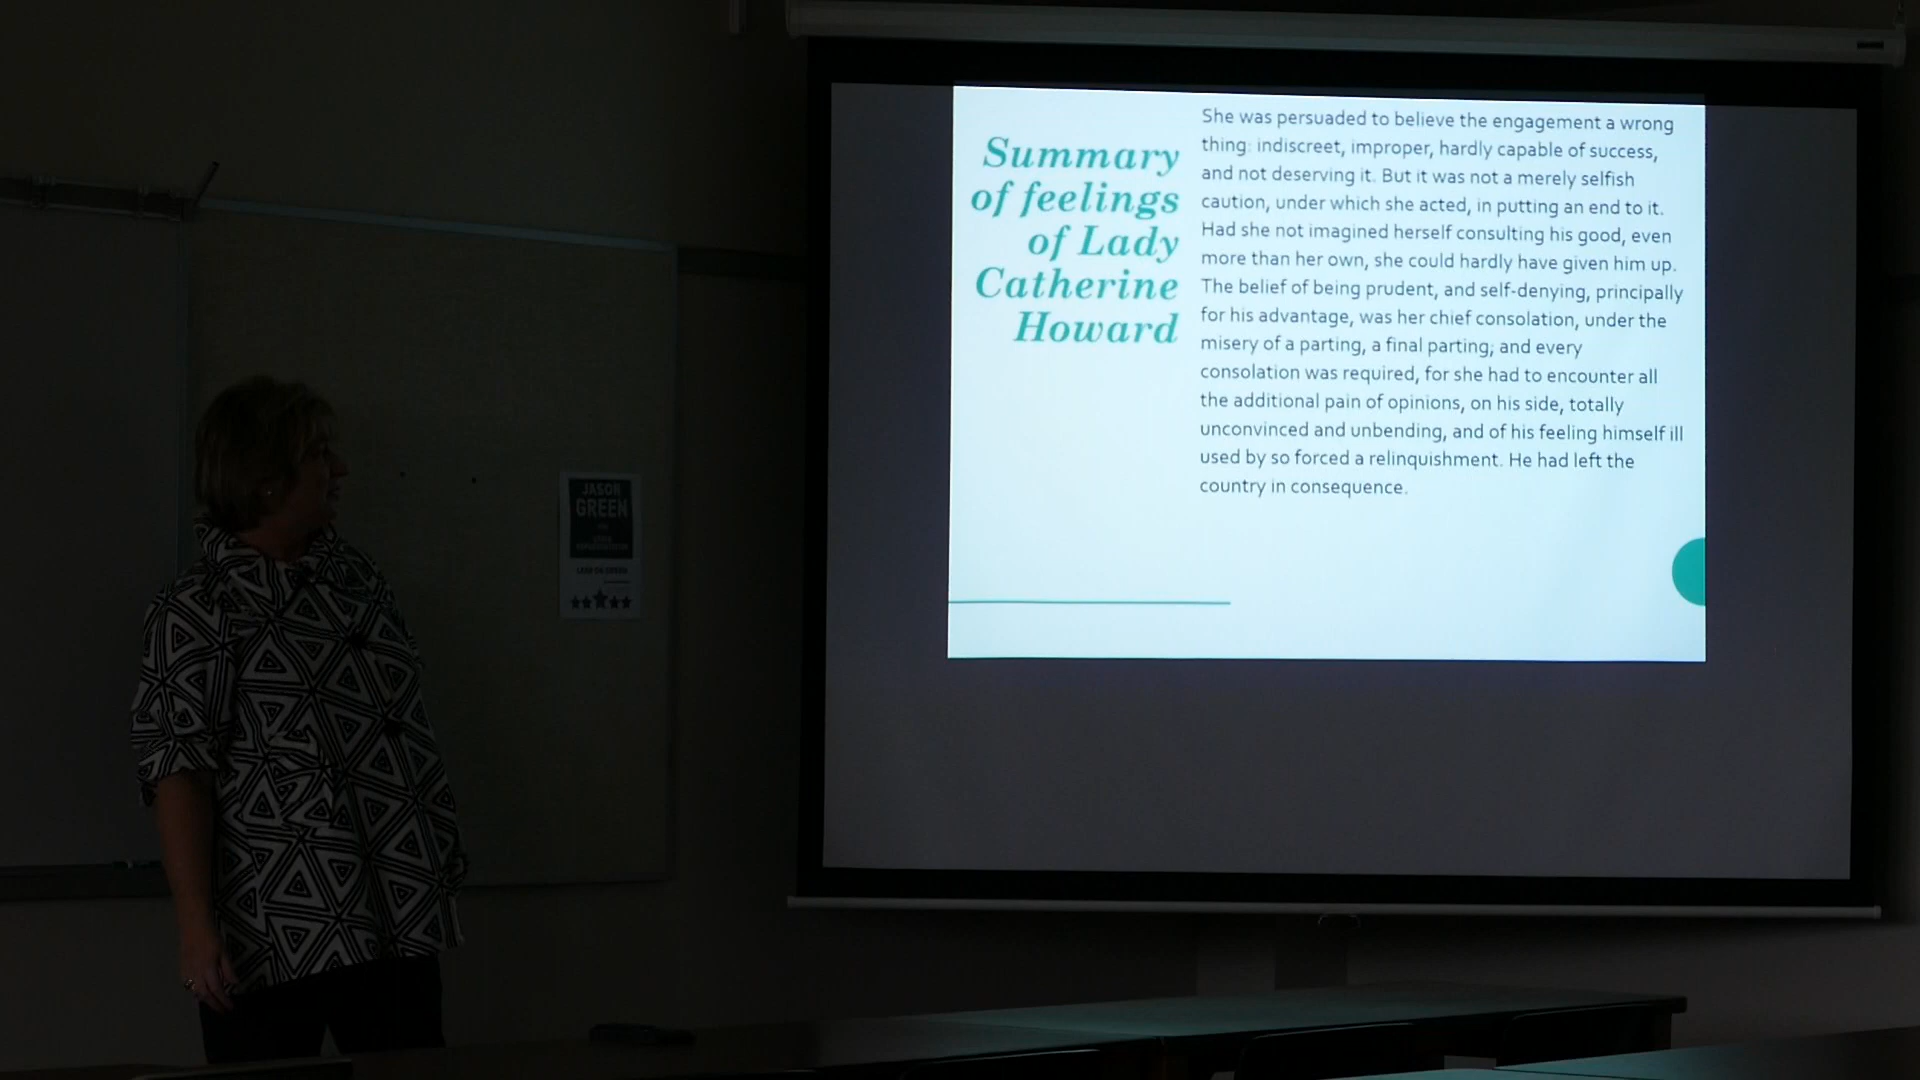 Summary
of feelings
of Lady
Catherine
Howard
She was persuaded to believe the engagement a wrong
thing: indiscreet, improper, hardly capable of success,
and not deserving it. But it was not a merely selfish
caution, under which she acted, in putting an end to it.
Had she not imagined herself consulting his good, even
more than her own, she could hardly have given him up.
The belief of being prudent, and self-denying, principally
for his advantage, was her chief consolation, under the
misery of a parting, a final parting; and every
consolation was required, for she had to encounter all
the additional pain of opinions, on his side, totally
unconvinced and unbending, and of his feeling himself ill
used by so forced a relinquishment. He had left the
country in consequence.
JASON
GREEN